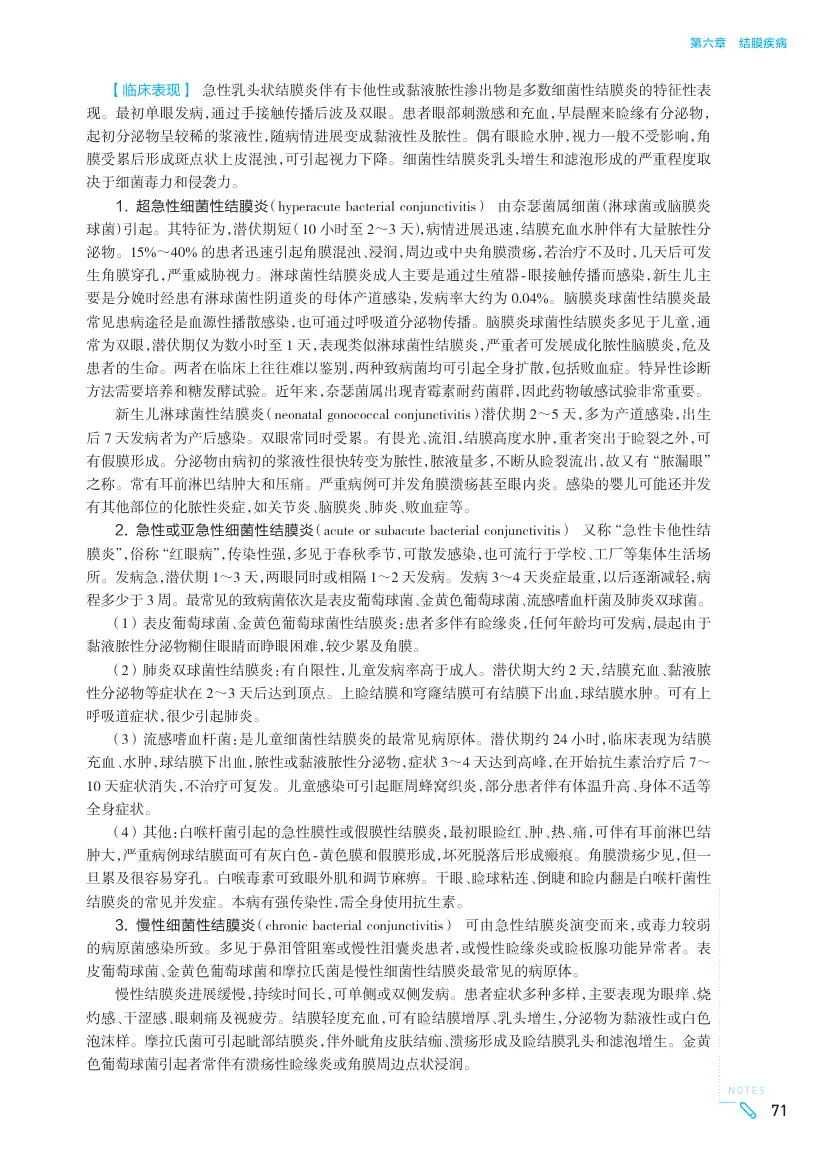 第六章 结膜疾病
【临床表现】 急性乳头状结膜炎伴有卡他性或黏液脓性渗出物是多数细菌性结膜炎的特征性表
现。最初单眼发病,通过手接触传播后波及双眼。患者眼部刺激感和充血,早晨醒来睑缘有分泌物,
起初分泌物呈较稀的浆液性,随病情进展变成黏液性及脓性。偶有眼睑水肿,视力一般不受影响,角
膜受累后形成斑点状上皮混浊,可引起视力下降。细菌性结膜炎乳头增生和滤泡形成的严重程度取
决于细菌毒力和侵袭力。
1. 超急性细菌性结膜炎(hyperacute bacterial conjunctivitis) 由奈瑟菌属细菌(淋球菌或脑膜炎
球菌)引起。其特征为,潜伏期短(10 小时至 2～3 天),病情进展迅速,结膜充血水肿伴有大量脓性分
泌物。15%～40% 的患者迅速引起角膜混浊、浸润,周边或中央角膜溃疡,若治疗不及时,几天后可发
生角膜穿孔,严重威胁视力。淋球菌性结膜炎成人主要是通过生殖器-眼接触传播而感染,新生儿主
要是分娩时经患有淋球菌性阴道炎的母体产道感染,发病率大约为 0.04%。脑膜炎球菌性结膜炎最
常见患病途径是血源性播散感染,也可通过呼吸道分泌物传播。脑膜炎球菌性结膜炎多见于儿童,通
常为双眼,潜伏期仅为数小时至 1 天,表现类似淋球菌性结膜炎,严重者可发展成化脓性脑膜炎,危及
患者的生命。两者在临床上往往难以鉴别,两种致病菌均可引起全身扩散,包括败血症。特异性诊断
方法需要培养和糖发酵试验。近年来,奈瑟菌属出现青霉素耐药菌群,因此药物敏感试验非常重要。
新生儿淋球菌性结膜炎(neonatal gonococcal conjunctivitis)潜伏期 2～5 天,多为产道感染,出生
后 7 天发病者为产后感染。双眼常同时受累。有畏光、流泪,结膜高度水肿,重者突出于睑裂之外,可
有假膜形成。分泌物由病初的浆液性很快转变为脓性,脓液量多,不断从睑裂流出,故又有 “脓漏眼”
之称。常有耳前淋巴结肿大和压痛。严重病例可并发角膜溃疡甚至眼内炎。感染的婴儿可能还并发
有其他部位的化脓性炎症,如关节炎、脑膜炎、肺炎、败血症等。
2. 急性或亚急性细菌性结膜炎(acute or subacute bacterial conjunctivitis) 又称 “急性卡他性结
膜炎”,俗称 “红眼病”,传染性强,多见于春秋季节,可散发感染,也可流行于学校、工厂等集体生活场
所。发病急,潜伏期 1～3 天,两眼同时或相隔 1～2 天发病。发病 3～4 天炎症最重,以后逐渐减轻,病
程多少于 3 周。最常见的致病菌依次是表皮葡萄球菌、金黄色葡萄球菌、流感嗜血杆菌及肺炎双球菌。
(1)表皮葡萄球菌、金黄色葡萄球菌性结膜炎:患者多伴有睑缘炎,任何年龄均可发病,晨起由于
黏液脓性分泌物糊住眼睛而睁眼困难,较少累及角膜。
(2)肺炎双球菌性结膜炎:有自限性,儿童发病率高于成人。潜伏期大约 2 天,结膜充血、黏液脓
性分泌物等症状在 2～3 天后达到顶点。上睑结膜和穹窿结膜可有结膜下出血,球结膜水肿。可有上
呼吸道症状,很少引起肺炎。
(3)流感嗜血杆菌:是儿童细菌性结膜炎的最常见病原体。潜伏期约 24 小时,临床表现为结膜
充血、水肿,球结膜下出血,脓性或黏液脓性分泌物,症状 3～4 天达到高峰,在开始抗生素治疗后 7～
10 天症状消失,不治疗可复发。儿童感染可引起眶周蜂窝织炎,部分患者伴有体温升高、身体不适等
全身症状。
(4)其他:白喉杆菌引起的急性膜性或假膜性结膜炎,最初眼睑红、肿、热、痛,可伴有耳前淋巴结
肿大,严重病例球结膜面可有灰白色-黄色膜和假膜形成,坏死脱落后形成瘢痕。角膜溃疡少见,但一
旦累及很容易穿孔。白喉毒素可致眼外肌和调节麻痹。干眼、睑球粘连、倒睫和睑内翻是白喉杆菌性
结膜炎的常见并发症。本病有强传染性,需全身使用抗生素。
3. 慢性细菌性结膜炎(chronic bacterial conjunctivitis) 可由急性结膜炎演变而来,或毒力较弱
的病原菌感染所致。多见于鼻泪管阻塞或慢性泪囊炎患者,或慢性睑缘炎或睑板腺功能异常者。表
皮葡萄球菌、金黄色葡萄球菌和摩拉氏菌是慢性细菌性结膜炎最常见的病原体。
慢性结膜炎进展缓慢,持续时间长,可单侧或双侧发病。患者症状多种多样,主要表现为眼痒、烧
灼感、干涩感、眼刺痛及视疲劳。结膜轻度充血,可有睑结膜增厚、乳头增生,分泌物为黏液性或白色
泡沫样。摩拉氏菌可引起眦部结膜炎,伴外眦角皮肤结痂、溃疡形成及睑结膜乳头和滤泡增生。金黄
色葡萄球菌引起者常伴有溃疡性睑缘炎或角膜周边点状浸润。
NOTES
71